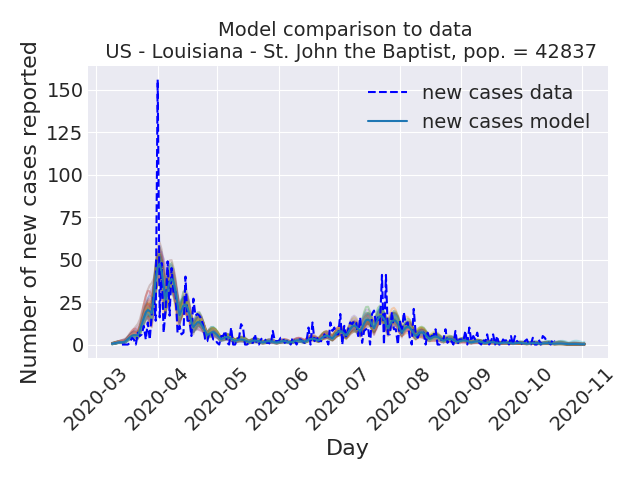 Model comparison to data
US - Louisiana - St. John the Baptist, pop. = 42837
Number of new cases reported
150
125
100
75
50
25
0
new cases data
new cases model
2020-03
2020-04
2020-05
2020-06
2020-07
2020-08
2020-09
2020-10
2020-11
Day